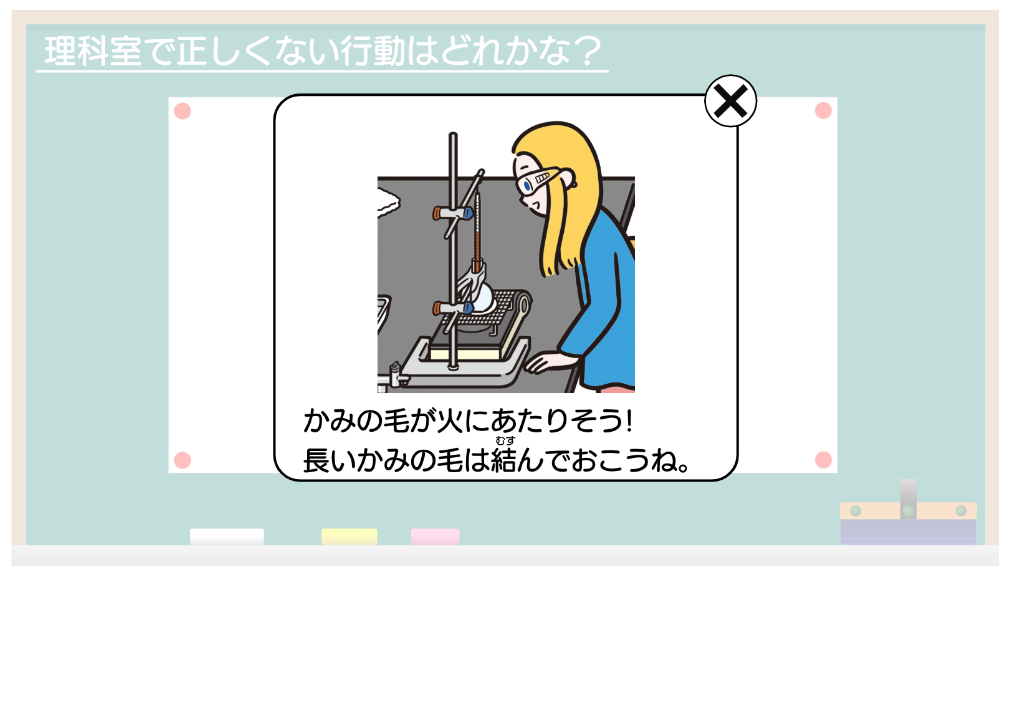 理科室で正しくない行動はどれかな？
かみの毛が火にあたりそう!
むす
長いかみの毛は結んでおこうね。